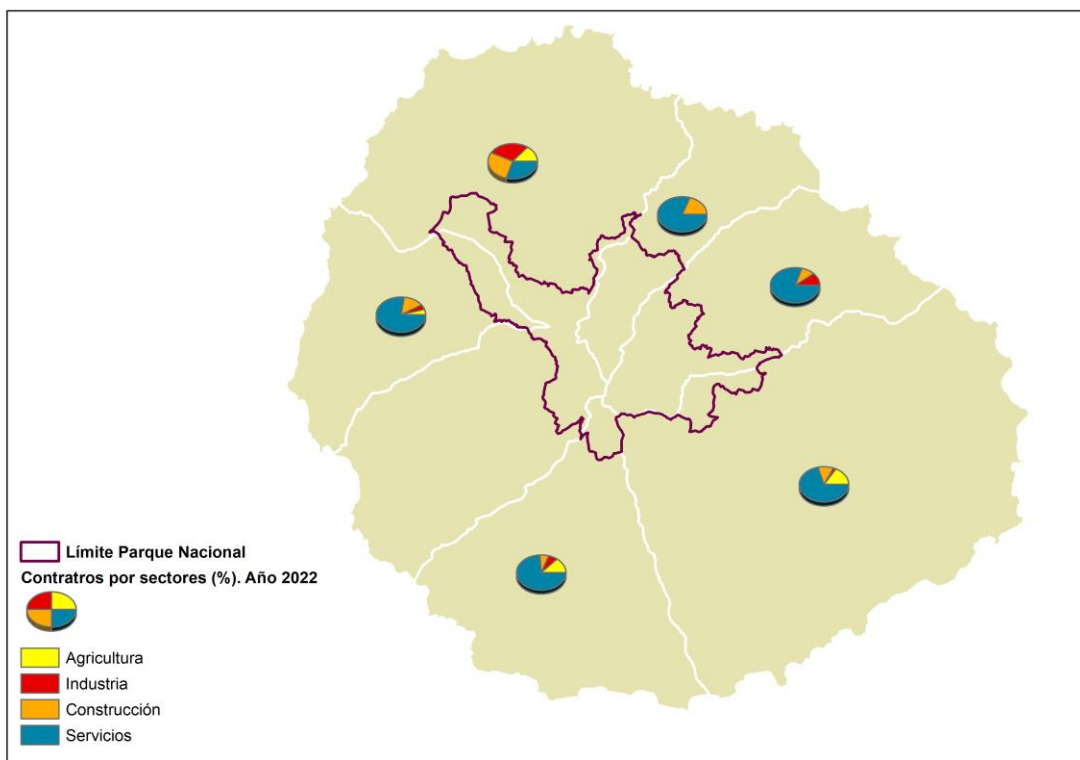 Límite Parque Nacional
Contratros por sectores (%). Año 2022
Agricultura
Industria
Construcción
Servicios